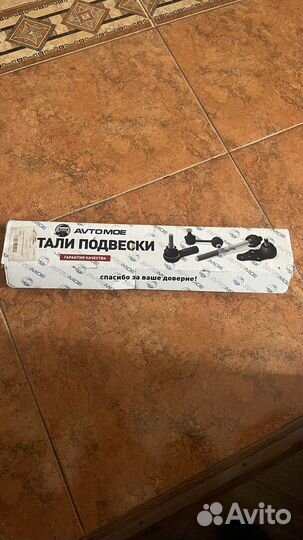 AVTOMOE
ТАЛИ ПОДВЕСКИ
ГАРАНТИЯ КАЧЕСТВА
спасибо за ваше доверие!
Avito